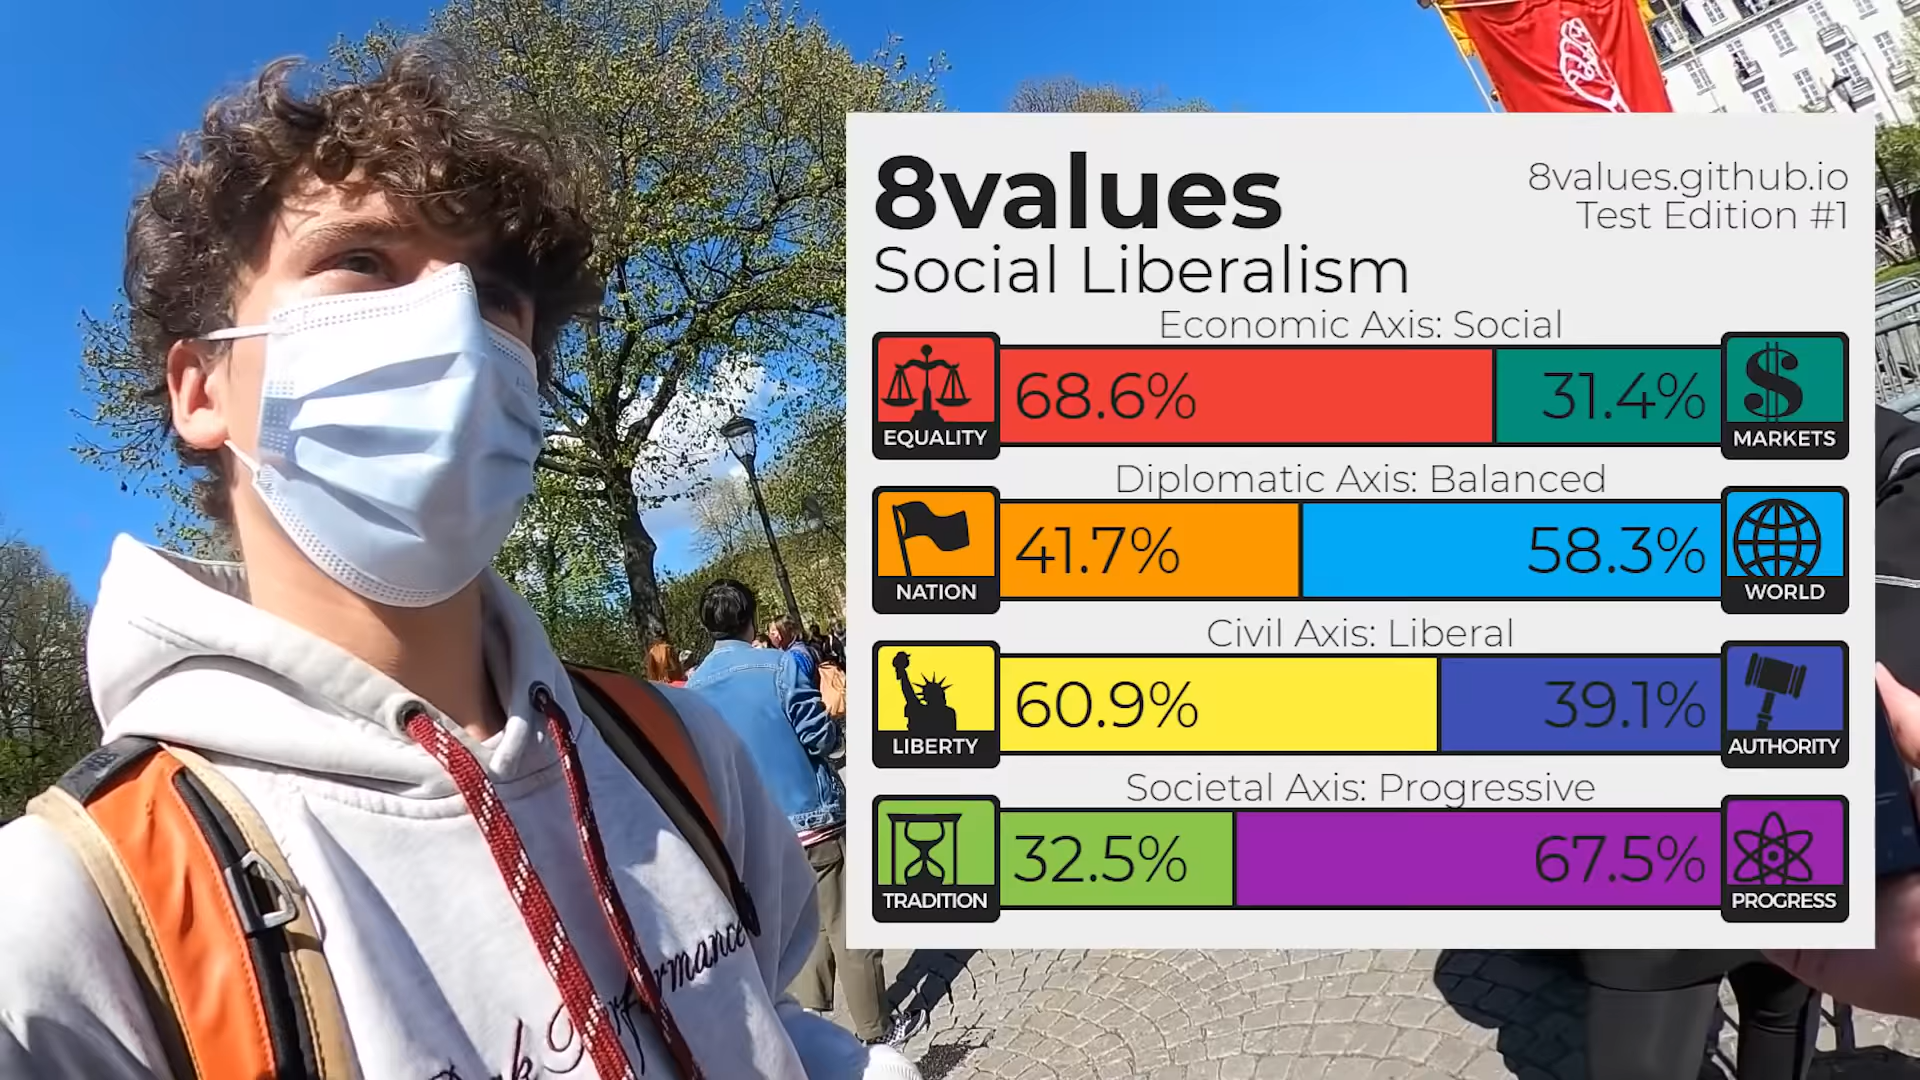 8values
8values.github.io
Test Edition #1
Social Liberalism
Economic Axis: Social
EQUALITY
68.6%
31.4%
$
MARKETS
Diplomatic Axis: Balanced
NATION
41.7%
58.3%
WORLD
Civil Axis: Liberal
LIBERTY
60.9%
39.1%
AUTHORITY
Societal Axis: Progressive
TRADITION
32.5%
67.5%
PROGRESS